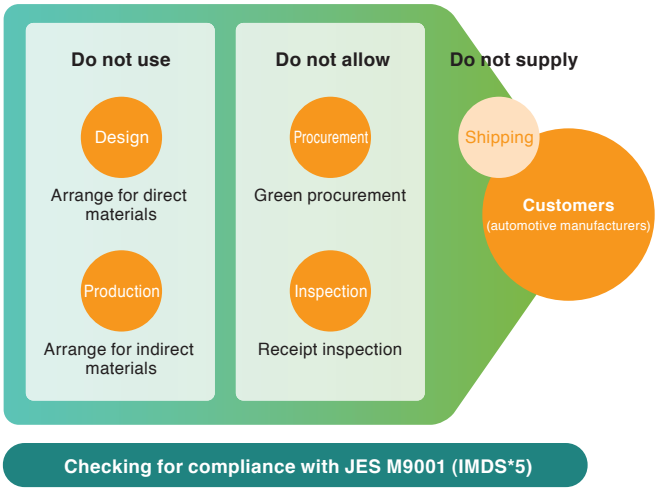 Do not use
Design
Arrange for direct
materials
Production
Arrange for indirect
materials
Do not allow
Procurement
Green procurement
Inspection
Receipt inspection
Do not supply
Shipping
Customers
(automotive manufacturers)
Checking for compliance with JES M9001 (IMDS*5)